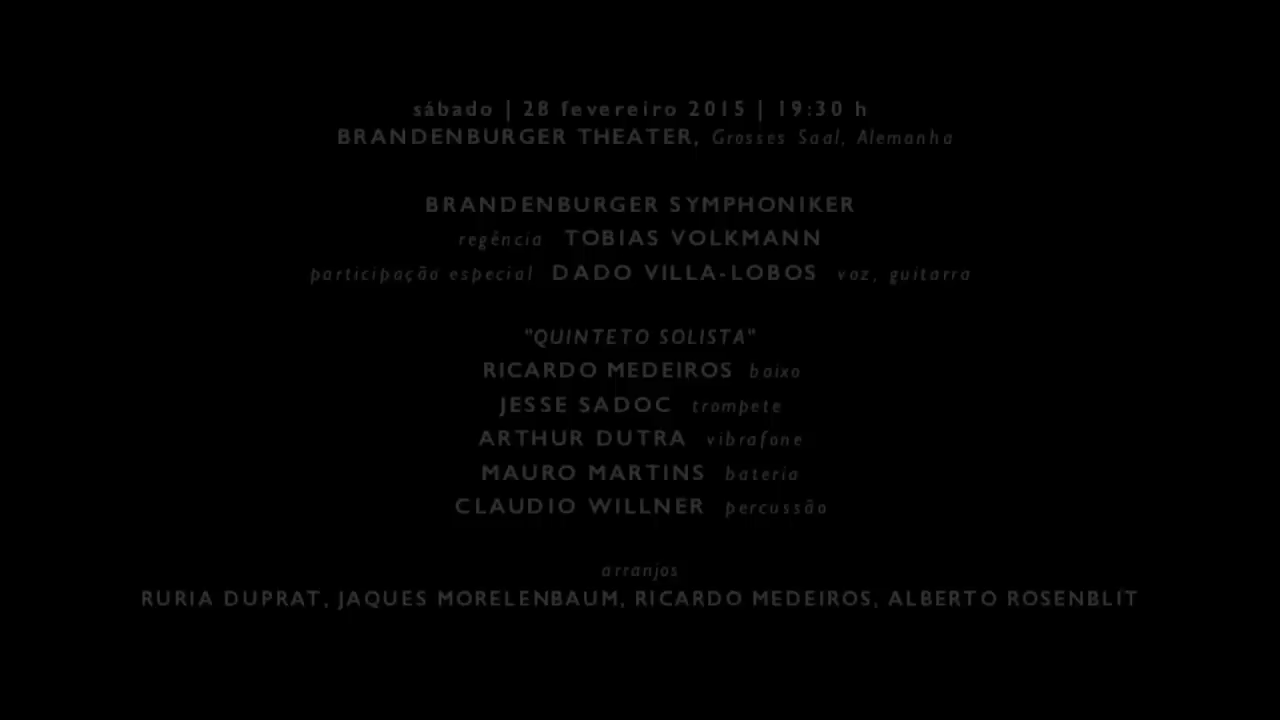 sábado | 28 fevereiro 2015 | 19:30 h
BRANDENBURGER THEATER, Grosses Saal, Alemanha
BRANDENBURGER SYMPHONIKER
regência TOBIAS VOLKMANN
participação especial DADO VILLA-LOBOS voz, guitarra
"QUINTETO SOLISTA"
RICARDO MEDEIROS baixo
JESSE SADOC trompete
ARTHUR DUTRA vibrafone
MAURO MARTINS bateria
CLAUDIO WILLNER percussão
arranjos
RURIA DUPRAT, JAQUES MORELENBAUM, RICARDO MEDEIROS, ALBERTO ROSENBLIT